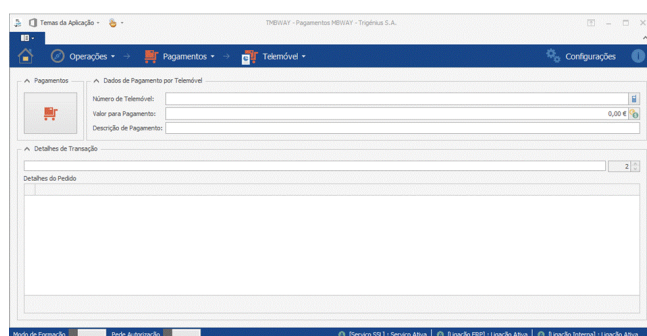 Temas da Aplicação
TMBWAY - Pagamentos MBWAY - Trigénius S.A.
Operações
Pagamentos
Telemóvel
Configurações
Pagamentos
Dados de Pagamento por Telemóvel
Número de Telemóvel:
Valor para Pagamento:
0,00 €
Descrição de Pagamento:
Detalhes de Transação
2
Detalhes do Pedido
Modo de Formação
Pede Autorização
[Serviço SSL] : Serviço Ativa
[Ligação ERP] : Ligação Ativa
[Ligação Interna] : Ligação Ativa